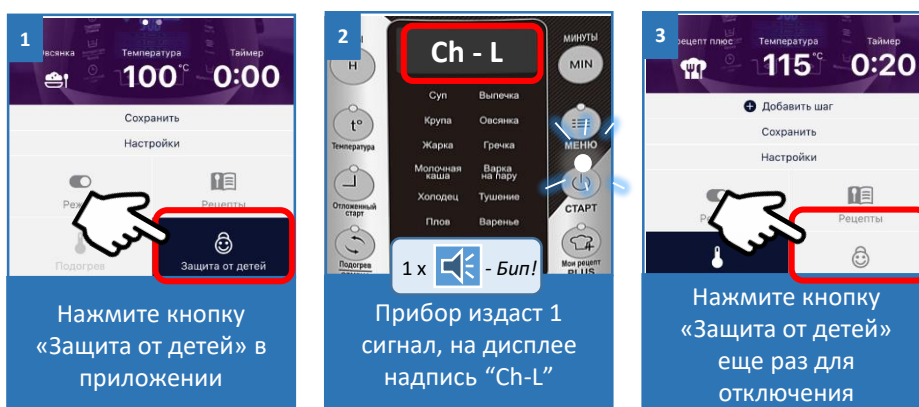 1
Овсянка
Температура
Таймер
100°C
0:00
Сохранить
Настройки
Рецепты
Подогрев
Защита от детей
Нажмите кнопку
«Защита от детей» в
приложении
2
Ch - L
МИНУТЫ
H
MIN
Суп Выпечка
t°
Крупа Овсянка
Температура
Жарка Гречка
МЕНЮ
Молочная каша
Варка на пару
Отложенный старт
Холодец Тушение
СТАРТ
Плов Варенье
Подогрев
Мой рецепт
PLUS
1 x - Бип!
Прибор издаст 1
сигнал, на дисплее
надпись “Ch-L”
3
рецепт плюс
Температура
Таймер
115°C
0:20
Добавить шаг
Сохранить
Настройки
Рецепты
Нажмите кнопку
«Защита от детей»
еще раз для
отключения